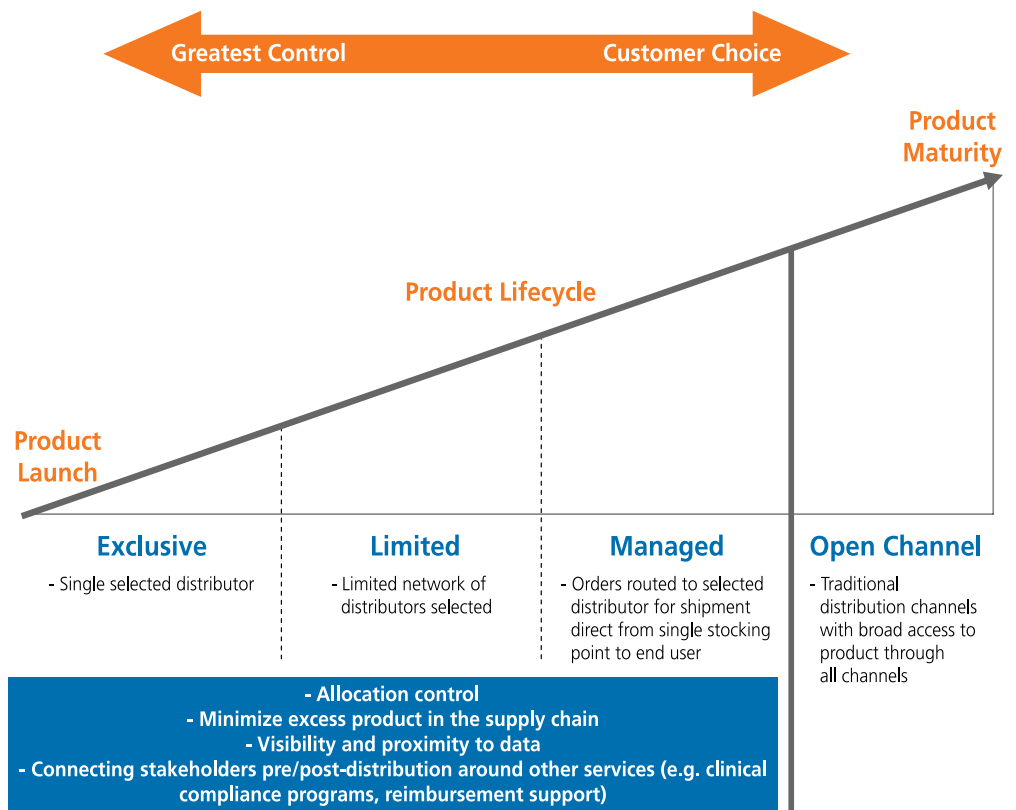 Greatest Control
Customer Choice
Product
Maturity
Product Lifecycle
Product
Launch
Exclusive
- Single selected distributor
Limited
- Limited network of
distributors selected
Managed
- Orders routed to selected
distributor for shipment
direct from single stocking
point to end user
Open Channel
- Traditional
distribution channels
with broad access to
product through
all channels
- Allocation control
- Minimize excess product in the supply chain
- Visibility and proximity to data
- Connecting stakeholders pre/post-distribution around other services (e.g. clinical
compliance programs, reimbursement support)